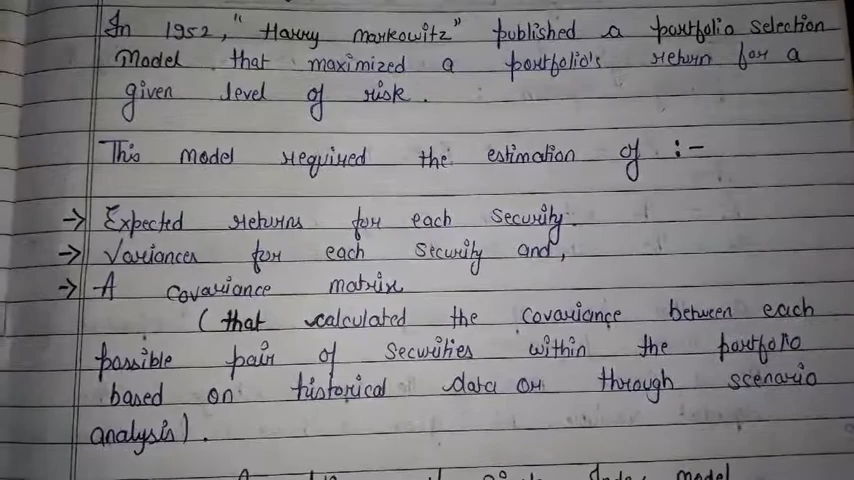 In 1952, "Harry markowitz" published a portfolio selection
Model that maximized a portfolio's return for a
given level of risk.
This model required the estimation of :-
→ Expected returns for each security.
→ Variances for each security and,
→ A covariance matrix
(that calculated the covariance between each
possible pair of securities within the portfolio
based on historical data or through scenario
analysis).
Index model